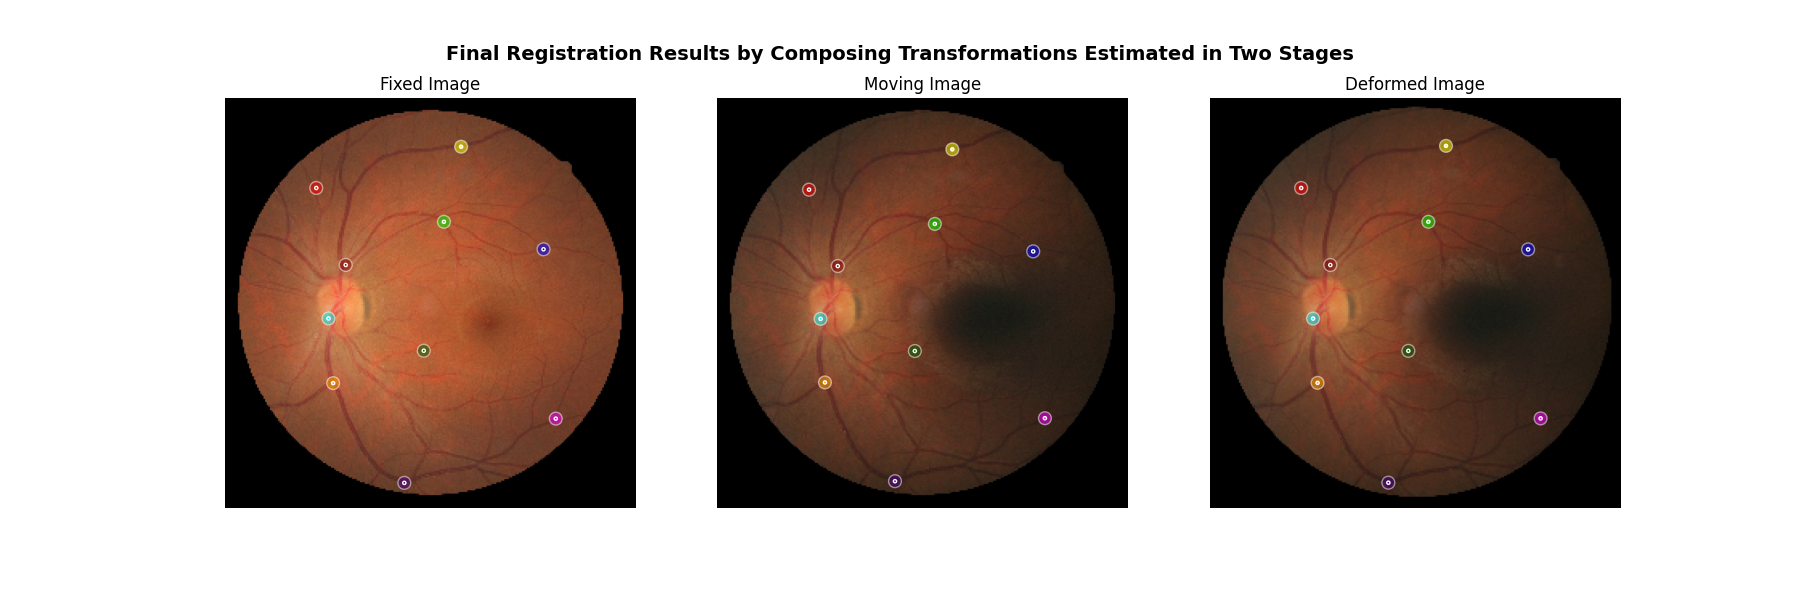 Final Registration Results by Composing Transformations Estimated in Two Stages
Fixed Image
Moving Image
Deformed Image